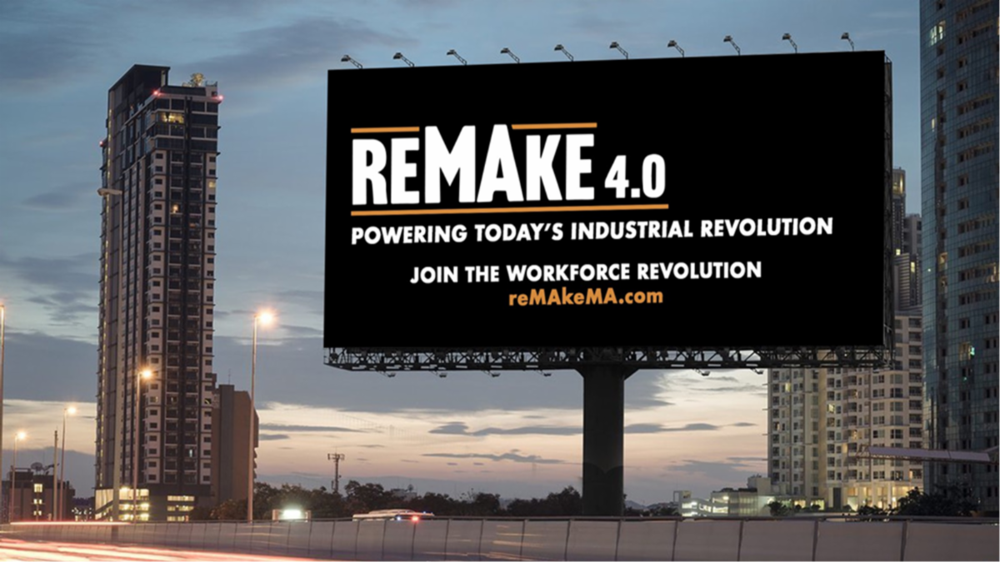 REMAKE 4.0
POWERING TODAY'S INDUSTRIAL REVOLUTION
JOIN THE WORKFORCE REVOLUTION
reMAkeMA.com